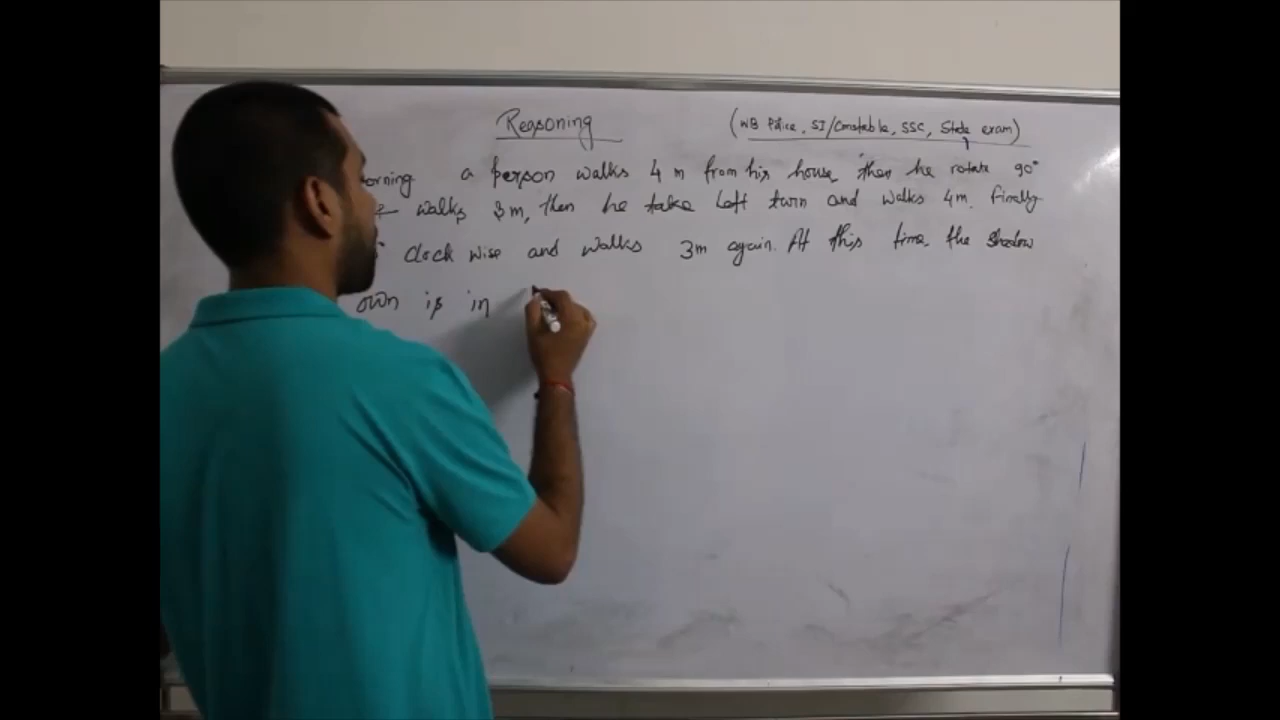 Reasoning
(WB Police, SI/Constable, SSC, State exam)
orning a person walks 4 m from his house, then he rotate 90°
walks 3m, then he take Left turn and walks 4m. Finally
clock wise and walks 3m again. At this time, the shadow
own is in